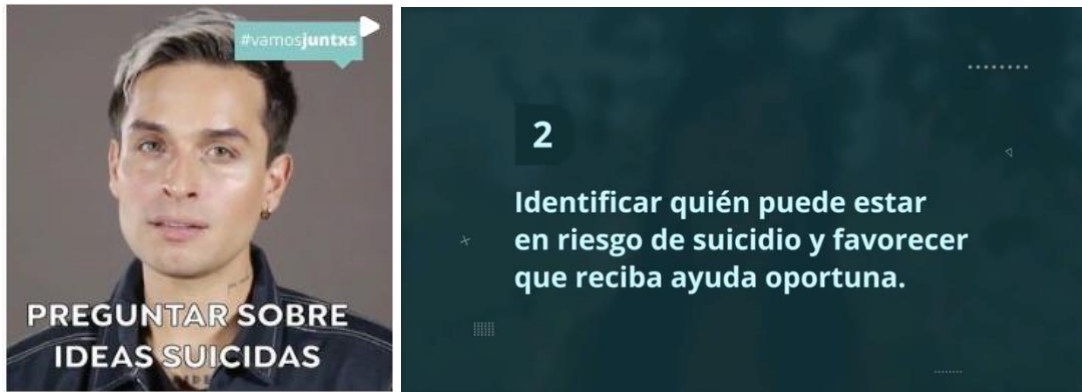 #vamosjuntxs
PREGUNTAR SOBRE
IDEAS SUICIDAS
2
Identificar quién puede estar
en riesgo de suicidio y favorecer
que reciba ayuda oportuna.